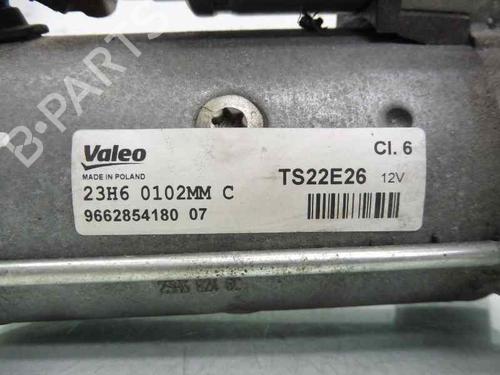 B-PARTS
Valeo
MADE IN POLAND
Cl. 6
23H6 0102MM C
TS22E26 12V
9662854180 07